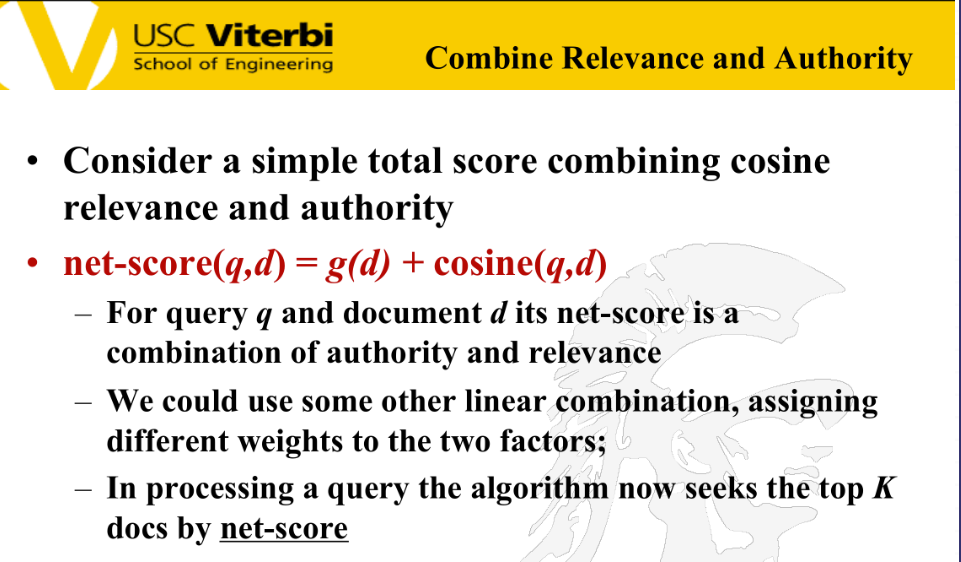 USC Viterbi
School of Engineering
Combine Relevance and Authority
• Consider a simple total score combining cosine
relevance and authority
• net-score(q,d) = g(d) + cosine(q,d)
– For query q and document d its net-score is a
combination of authority and relevance
– We could use some other linear combination, assigning
different weights to the two factors;
– In processing a query the algorithm now seeks the top K
docs by net-score